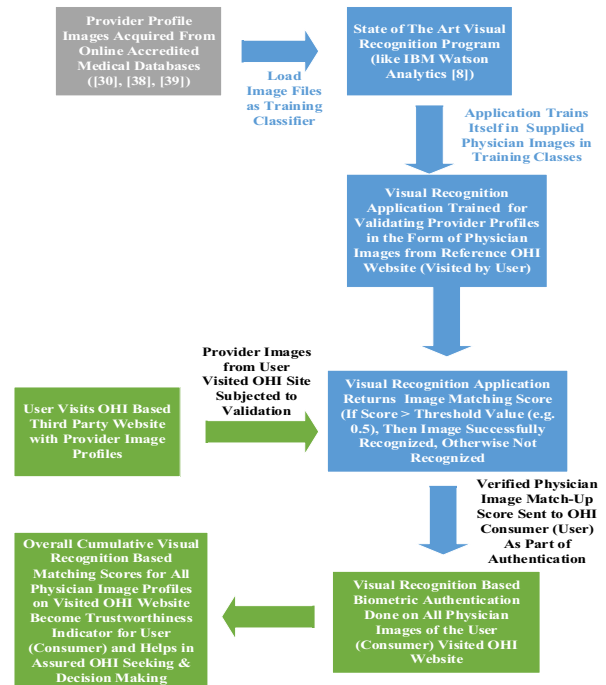 Provider Profile
Images Acquired From
Online Accredited
Medical Databases
([30], [38], [39])
Load
Image Files
as Training
Classifier
State of The Art Visual
Recognition Program
(like IBM Watson
Analytics [8])
Application Trains
Itself in Supplied
Physician Images in
Training Classes
Visual Recognition
Application Trained for
Validating Provider Profiles
in the Form of Physician
Images from Reference OHI
Website (Visited by User)
Provider Images
from User
Visited OHI Site
Subjected to
Validation
User Visits OHI Based
Third Party Website
with Provider Image
Profiles
Visual Recognition Application
Returns Image Matching Score
(If Score > Threshold Value (e.g.
0.5), Then Image Successfully
Recognized, Otherwise Not
Recognized
Verified Physician
Image Match-Up
Score Sent to OHI
Consumer (User)
As Part of
Authentication
Visual Recognition Based
Biometric Authentication
Done on All Physician
Images of the User
(Consumer) Visited OHI
Website
Overall Cumulative Visual
Recognition Based
Matching Scores for All
Physician Image Profiles
on Visited OHI Website
Become Trustworthiness
Indicator for User
(Consumer) and Helps in
Assured OHI Seeking &
Decision Making